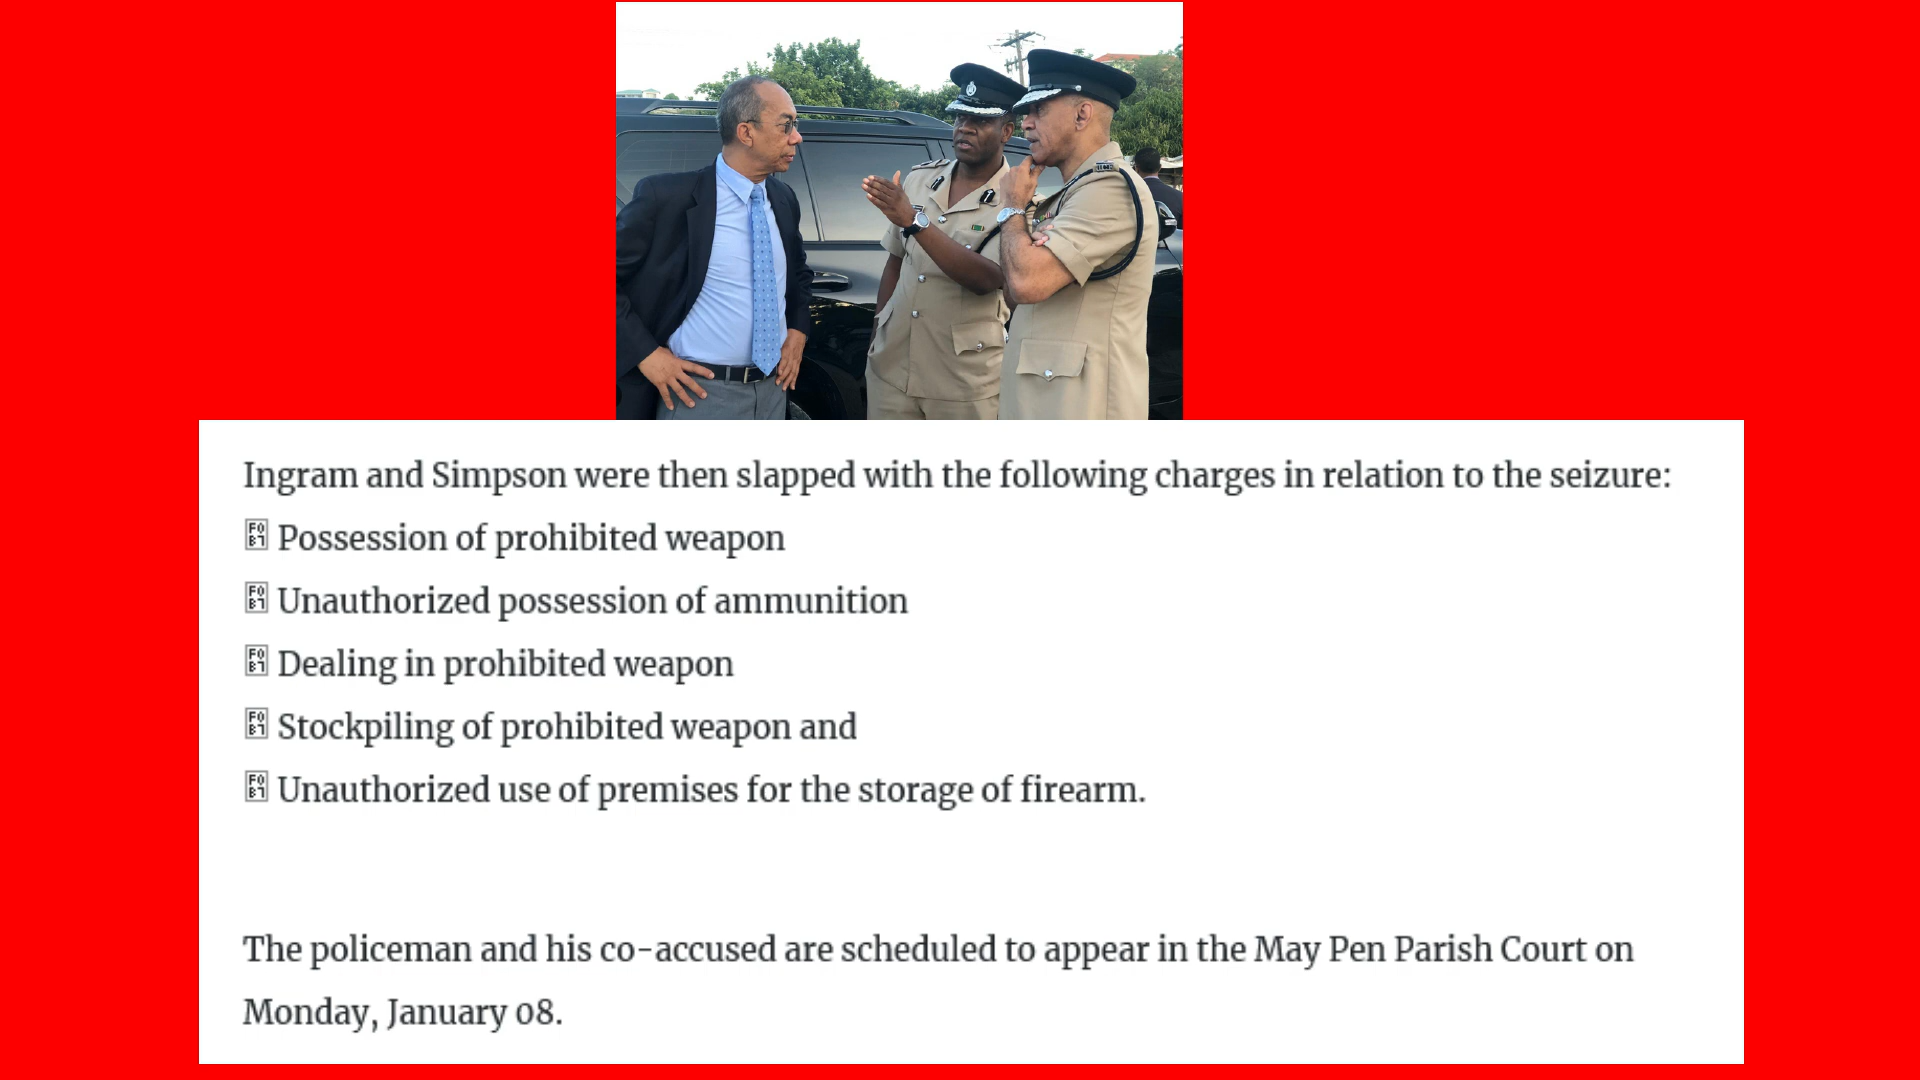 Ingram and Simpson were then slapped with the following charges in relation to the seizure:
 Possession of prohibited weapon
 Unauthorized possession of ammunition
 Dealing in prohibited weapon
 Stockpiling of prohibited weapon and
 Unauthorized use of premises for the storage of firearm.
The policeman and his co-accused are scheduled to appear in the May Pen Parish Court on
Monday, January 08.